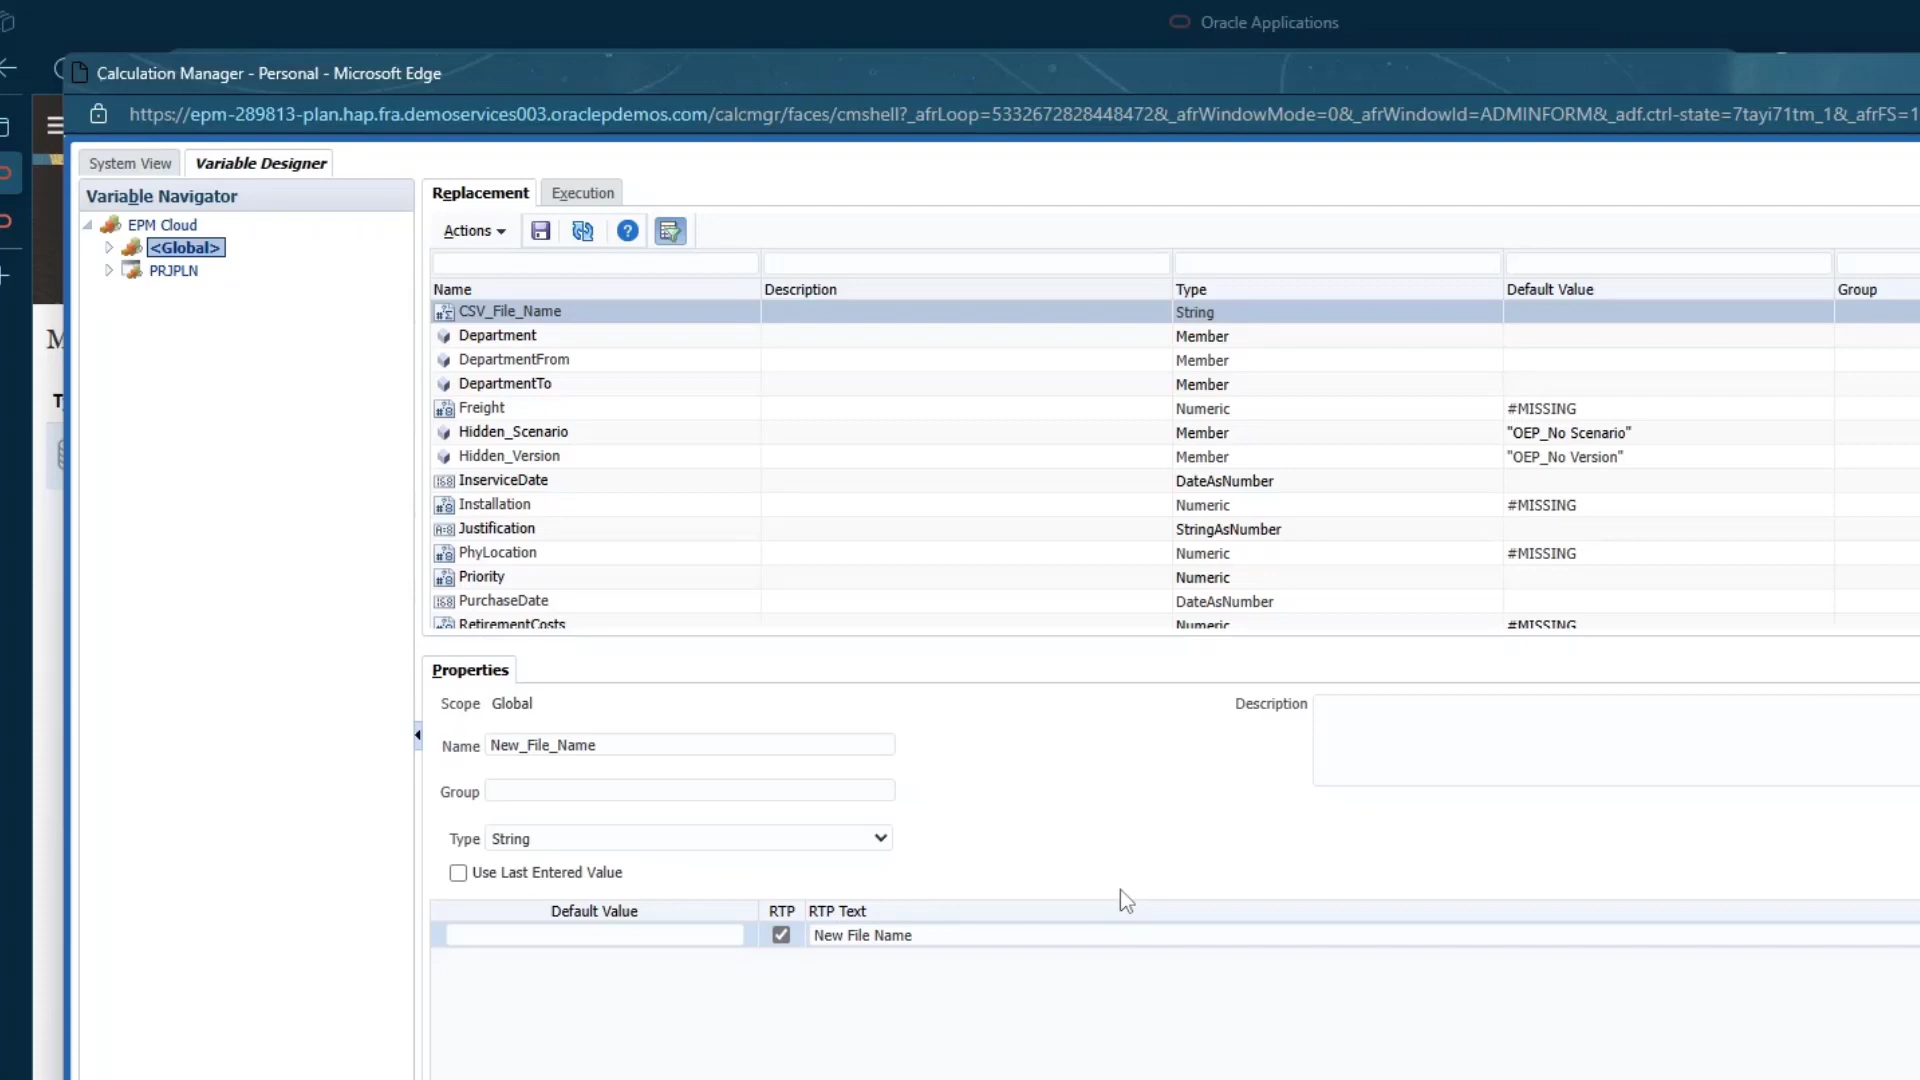 Oracle Applications
Calculation Manager - Personal - Microsoft Edge
https://epm-289813-plan.hap.fra.demoservices003.oraclepdemos.com/calcmgr/faces/cmshell?_afrLoop=5332672828448472&_afrWindowMode=0&_afrWindowId=ADMINFORM&_adf.ctrl-state=7tayi71tm_1&_afrFS=1
System View Variable Designer
Variable Navigator
EPM Cloud
<Global>
PRJPLN
Replacement Execution
Actions
Name Description Type Default Value Group
CSV_File_Name String
Department Member
DepartmentFrom Member
DepartmentTo Member
Freight Numeric #MISSING
Hidden_Scenario Member "OEP_No Scenario"
Hidden_Version Member "OEP_No Version"
InserviceDate DateAsNumber
Installation Numeric #MISSING
Justification StringAsNumber
PhyLocation Numeric #MISSING
Priority Numeric
PurchaseDate DateAsNumber
RetirementCosts Numeric #MISSING
Properties
Scope Global
Description
Name New_File_Name
Group
Type String
Use Last Entered Value
Default Value RTP RTP Text
New File Name